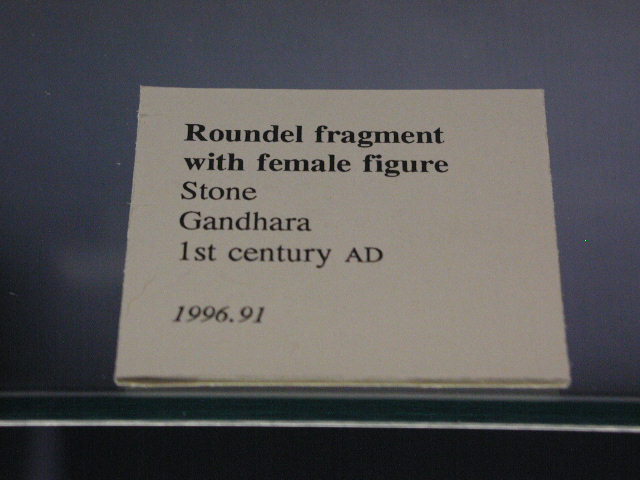 Roundel fragment
with female figure
Stone
Gandhara
1st century AD
1996.91